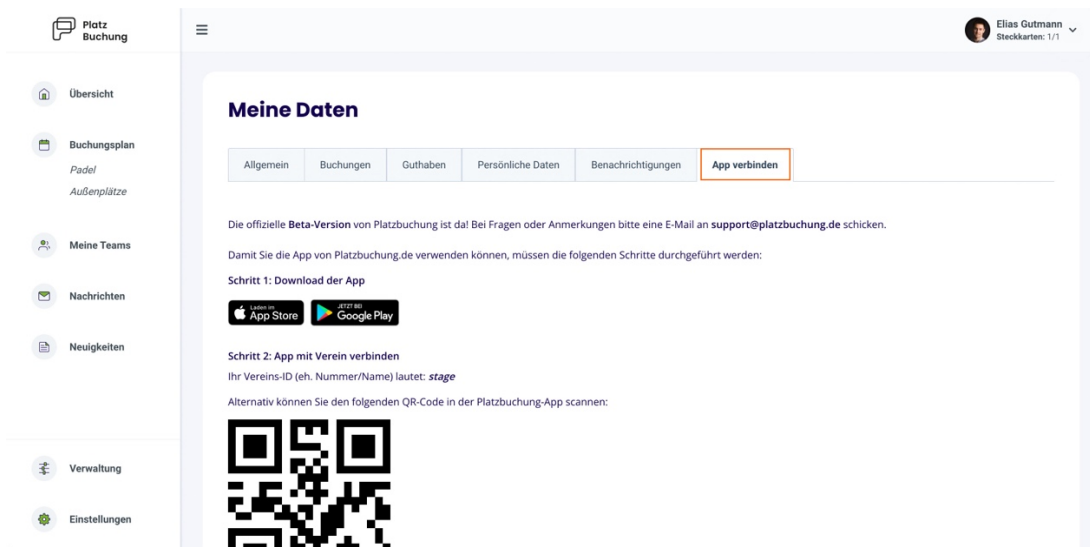 Platz
Buchung
Elias Gutmann
Steckkarten: 1/1
Übersicht
Buchungsplan
Padel
Außenplätze
Meine Teams
Nachrichten
Neuigkeiten
Verwaltung
Einstellungen
Meine Daten
Allgemein
Buchungen
Guthaben
Persönliche Daten
Benachrichtigungen
App verbinden
Die offizielle Beta-Version von Platzbuchung ist da! Bei Fragen oder Anmerkungen bitte eine E-Mail an support@platzbuchung.de schicken.
Damit Sie die App von Platzbuchung.de verwenden können, müssen die folgenden Schritte durchgeführt werden:
Schritt 1: Download der App
Laden im
App Store
JETZT BEI
Google Play
Schritt 2: App mit Verein verbinden
Ihr Vereins-ID (eh. Nummer/Name) lautet: stage
Alternativ können Sie den folgenden QR-Code in der Platzbuchung-App scannen: